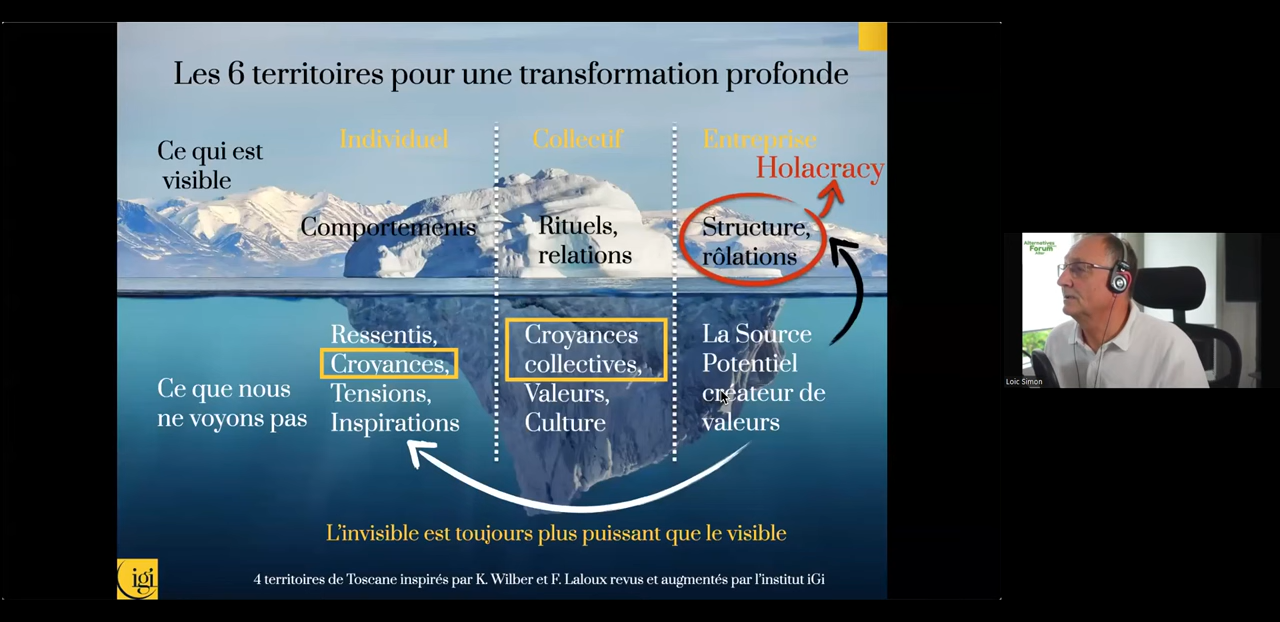 Les 6 territoires pour une transformation profonde
Individuel
Collectif
Entreprise
Holacracy
Ce qui est
visible
Comportements
Rituels,
relations
Structure,
rôlations
Ce que nous
ne voyons pas
Ressentis,
Croyances,
Tensions,
Inspirations
Croyances
collectives,
Valeurs,
Culture
La Source
Potentiel
créateur de
valeurs
L'invisible est toujours plus puissant que le visible
igi
4 territoires de Toscane inspirés par K. Wilber et F. Laloux revus et augmentés par l'institut iGi
Alternatives
Forum
Loic Simon